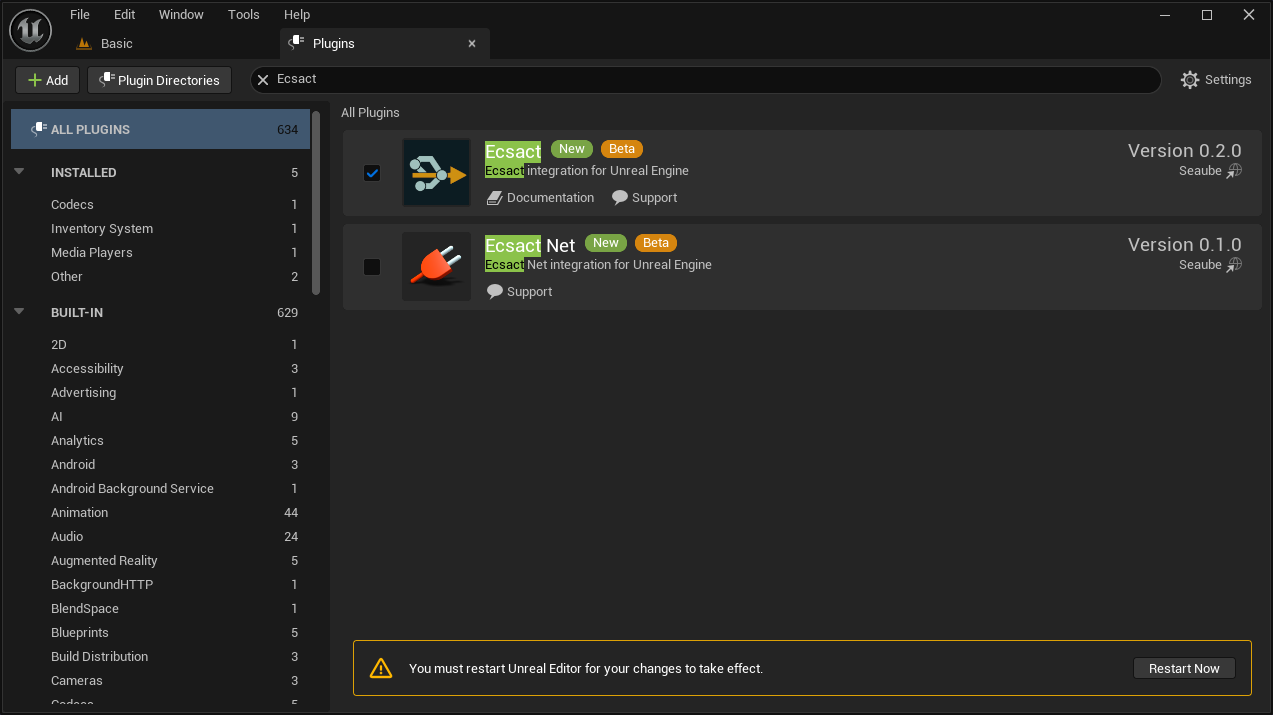 File Edit Window Tools Help
Basic
Plugins
Add
Plugin Directories
Ecsact
Settings
ALL PLUGINS 634
INSTALLED 5
Codecs 1
Inventory System 1
Media Players 1
Other 2
BUILT-IN 629
2D 1
Accessibility 3
Advertising 1
AI 9
Analytics 5
Android 3
Android Background Service 1
Animation 44
Audio 24
Augmented Reality 5
BackgroundHTTP 1
BlendSpace 1
Blueprints 5
Build Distribution 3
Cameras 3
Codecs 5
All Plugins
Ecsact New Beta
Version 0.2.0
Ecsact integration for Unreal Engine
Seaube
Documentation Support
Ecsact Net New Beta
Version 0.1.0
Ecsact Net integration for Unreal Engine
Seaube
Support
You must restart Unreal Editor for your changes to take effect.
Restart Now